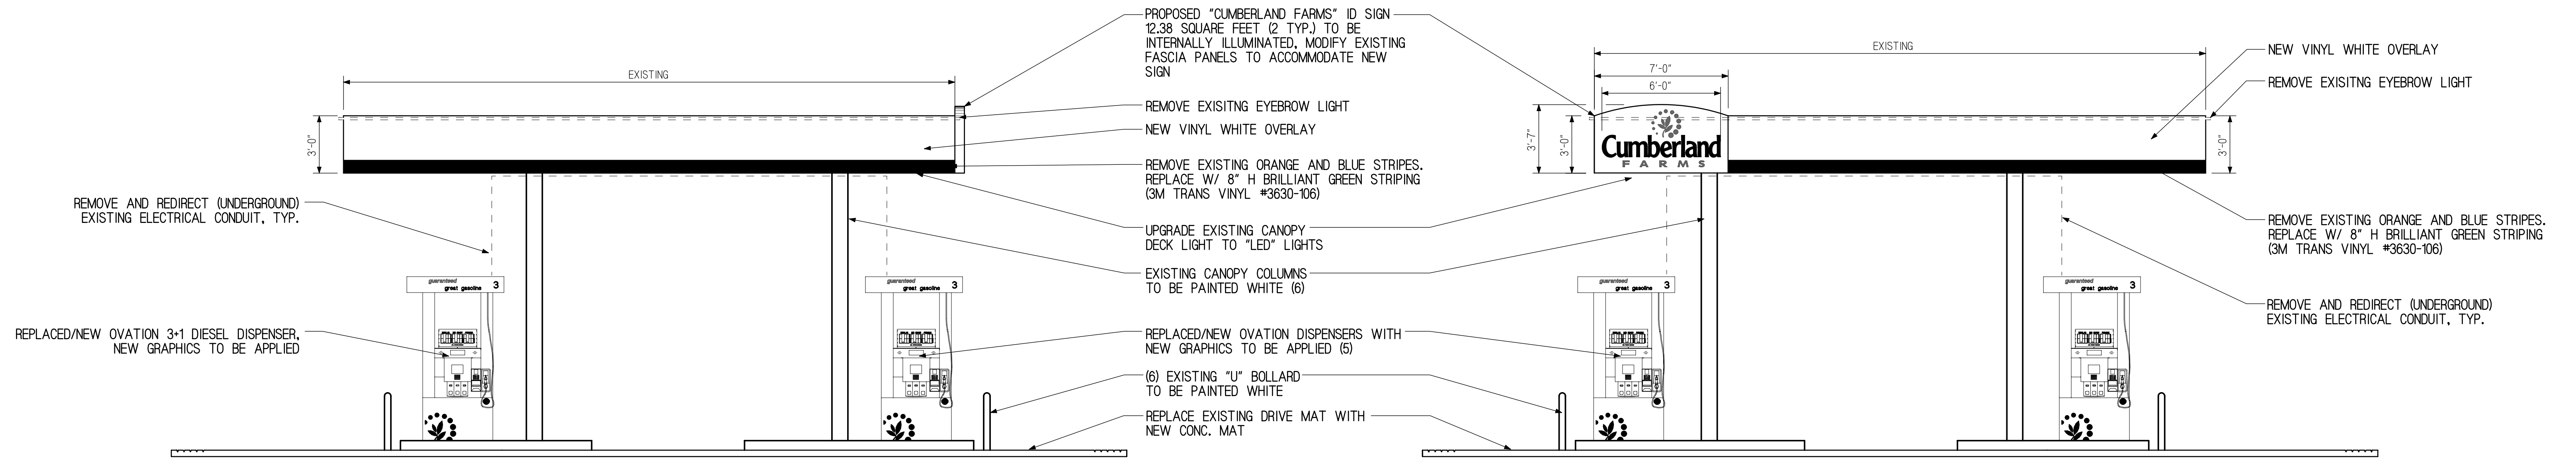 EXISTING
3'-0"
REMOVE AND REDIRECT (UNDERGROUND)
EXISTING ELECTRICAL CONDUIT, TYP.
guaranteed
great gasoline 3
guaranteed
great gasoline 3
REPLACED/NEW OVATION 3+1 DIESEL DISPENSER,
NEW GRAPHICS TO BE APPLIED
PROPOSED "CUMBERLAND FARMS" ID SIGN
12.38 SQUARE FEET (2 TYP.) TO BE
INTERNALLY ILLUMINATED, MODIFY EXISTING
FASCIA PANELS TO ACCOMMODATE NEW
SIGN
REMOVE EXISITNG EYEBROW LIGHT
NEW VINYL WHITE OVERLAY
REMOVE EXISTING ORANGE AND BLUE STRIPES.
REPLACE W/ 8" H BRILLIANT GREEN STRIPING
(3M TRANS VINYL #3630-106)
UPGRADE EXISTING CANOPY
DECK LIGHT TO "LED" LIGHTS
EXISTING CANOPY COLUMNS
TO BE PAINTED WHITE (6)
REPLACED/NEW OVATION DISPENSERS WITH
NEW GRAPHICS TO BE APPLIED (5)
(6) EXISTING "U" BOLLARD
TO BE PAINTED WHITE
REPLACE EXISTING DRIVE MAT WITH
NEW CONC. MAT
EXISTING
7'-0"
6'-0"
3'-7"
3'-0"
Cumberland
FARMS
3'-0"
guaranteed
great gasoline 3
guaranteed
great gasoline 3
NEW VINYL WHITE OVERLAY
REMOVE EXISITNG EYEBROW LIGHT
REMOVE EXISTING ORANGE AND BLUE STRIPES.
REPLACE W/ 8" H BRILLIANT GREEN STRIPING
(3M TRANS VINYL #3630-106)
REMOVE AND REDIRECT (UNDERGROUND)
EXISTING ELECTRICAL CONDUIT, TYP.